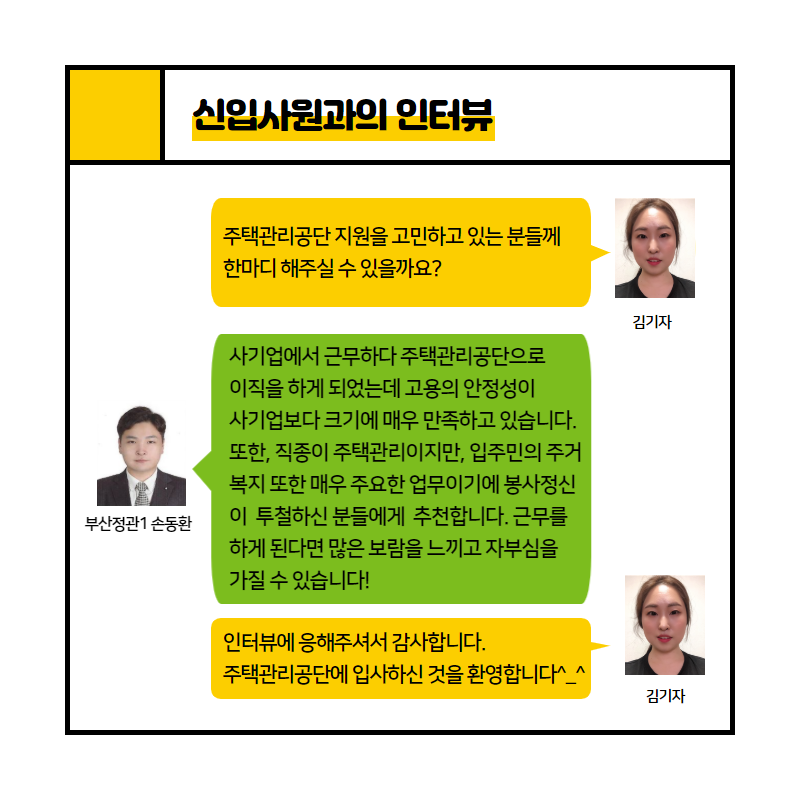 신입사원과의 인터뷰
주택관리공단 지원을 고민하고 있는 분들께
한마디 해주실 수 있을까요?
김기자
사기업에서 근무하다 주택관리공단으로
이직을 하게 되었는데 고용의 안정성이
사기업보다 크기에 매우 만족하고 있습니다.
또한, 직종이 주택관리이지만, 입주민의 주거
복지 또한 매우 주요한 업무이기에 봉사정신
이  투철하신 분들에게  추천합니다. 근무를
하게 된다면 많은 보람을 느끼고 자부심을
가질 수 있습니다!
부산정관1 손동환
인터뷰에 응해주셔서 감사합니다.
주택관리공단에 입사하신 것을 환영합니다^_^
김기자